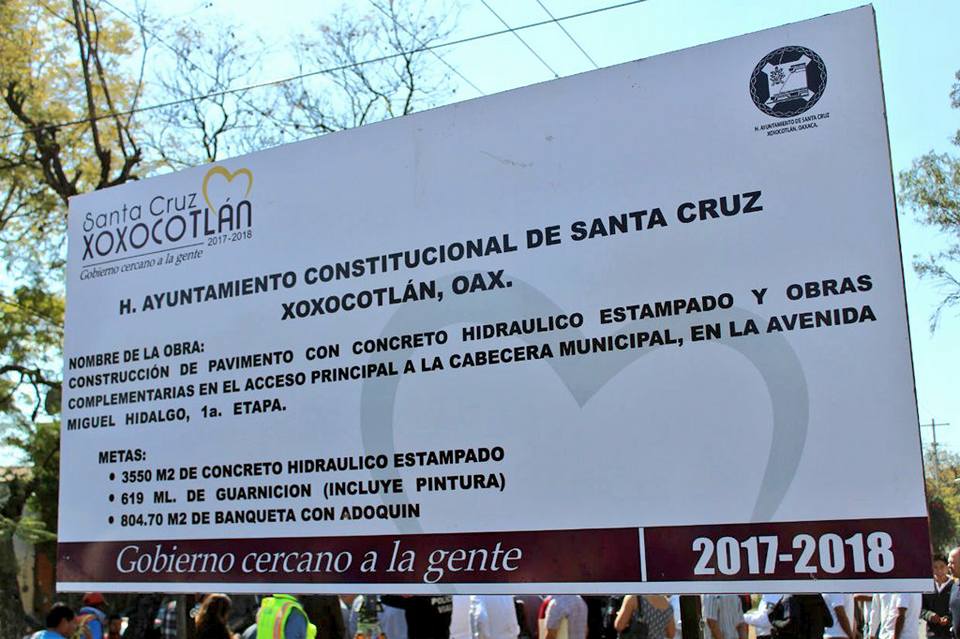 H. AYUNTAMIENTO DE SANTA CRUZ
XOXOCOTLÁN, OAXACA.
Santa Cruz
XOXOCOTLÁN
2017-2018
Gobierno cercano a la gente
H. AYUNTAMIENTO CONSTITUCIONAL DE SANTA CRUZ
XOXOCOTLÁN, OAX.
NOMBRE DE LA OBRA:
CONSTRUCCIÓN DE PAVIMENTO CON CONCRETO HIDRAULICO ESTAMPADO Y OBRAS
COMPLEMENTARIAS EN EL ACCESO PRINCIPAL A LA CABECERA MUNICIPAL, EN LA AVENIDA
MIGUEL HIDALGO, 1a. ETAPA.
METAS:
• 3550 M2 DE CONCRETO HIDRAULICO ESTAMPADO
• 619 ML. DE GUARNICION (INCLUYE PINTURA)
• 804.70 M2 DE BANQUETA CON ADOQUIN
Gobierno cercano a la gente
2017-2018